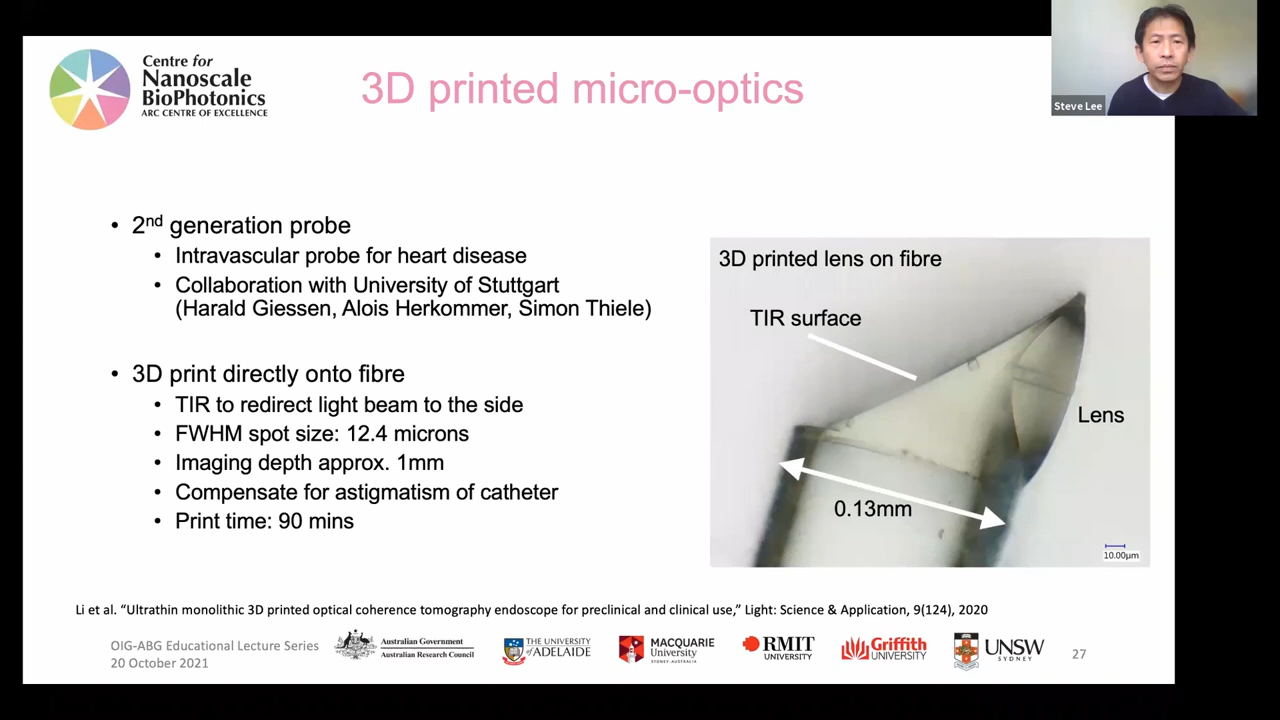 Centre for
Nanoscale
BioPhotonics
ARC CENTRE OF EXCELLENCE
3D printed micro-optics
Steve Lee
• 2nd generation probe
• Intravascular probe for heart disease
• Collaboration with University of Stuttgart
(Harald Giessen, Alois Herkommer, Simon Thiele)
• 3D print directly onto fibre
• TIR to redirect light beam to the side
• FWHM spot size: 12.4 microns
• Imaging depth approx. 1mm
• Compensate for astigmatism of catheter
• Print time: 90 mins
3D printed lens on fibre
TIR surface
Lens
0.13mm
10.00µm
Li et al. “Ultrathin monolithic 3D printed optical coherence tomography endoscope for preclinical and clinical use,” Light: Science & Application, 9(124), 2020
OIG-ABG Educational Lecture Series
20 October 2021
Australian Government
Australian Research Council
THE UNIVERSITY
of ADELAIDE
MACQUARIE
University
SYDNEY·AUSTRALIA
RMIT
UNIVERSITY
Griffith
UNIVERSITY
UNSW
SYDNEY
27